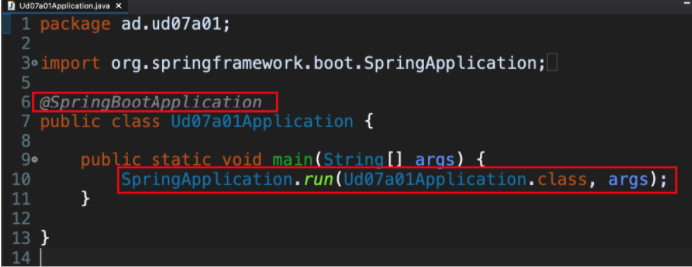 Ud07a01Application.java
1 package ad.ud07a01;
2
3 import org.springframework.boot.SpringApplication;
5
6 @SpringBootApplication
7 public class Ud07a01Application {
8
9 public static void main(String[] args) {
10 SpringApplication.run(Ud07a01Application.class, args);
11 }
12
13 }
14